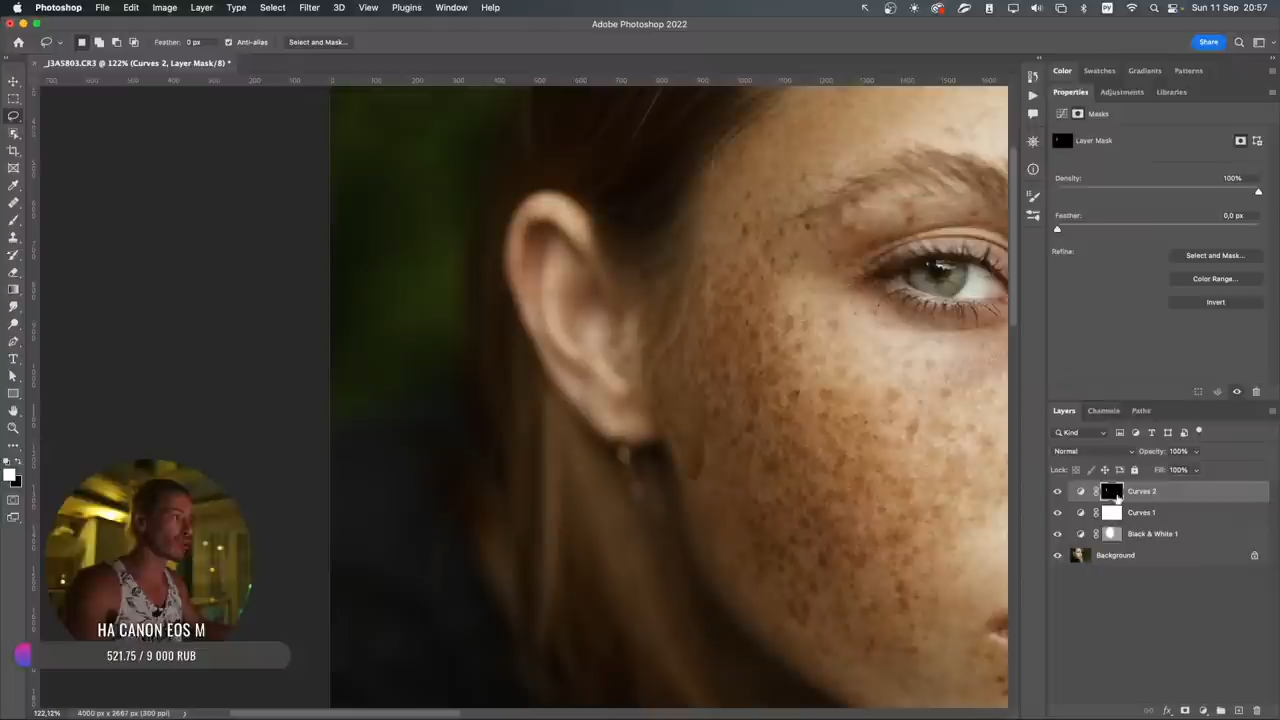 Photoshop File Edit Image Layer Type Select Filter 3D View Plugins Window Help РУ Sun 11 Sep 20:57
Adobe Photoshop 2022
Feather: 0 px Anti-alias Select and Mask... Share
_J3A5803.CR3 @ 122% (Curves 2, Layer Mask/8) *
Color Swatches Gradients Patterns
Properties Adjustments Libraries
Masks
Layer Mask
Density: 100%
Feather: 0,0 px
Refine: Select and Mask...
Color Range...
Invert
Layers Channels Paths
Kind
Normal Opacity: 100%
Lock: Fill: 100%
Curves 2
Curves 1
Black & White 1
Background
НА CANON EOS M
521.75 / 9 000 RUB
122,12% 4000 px x 2667 px (300 ppi)